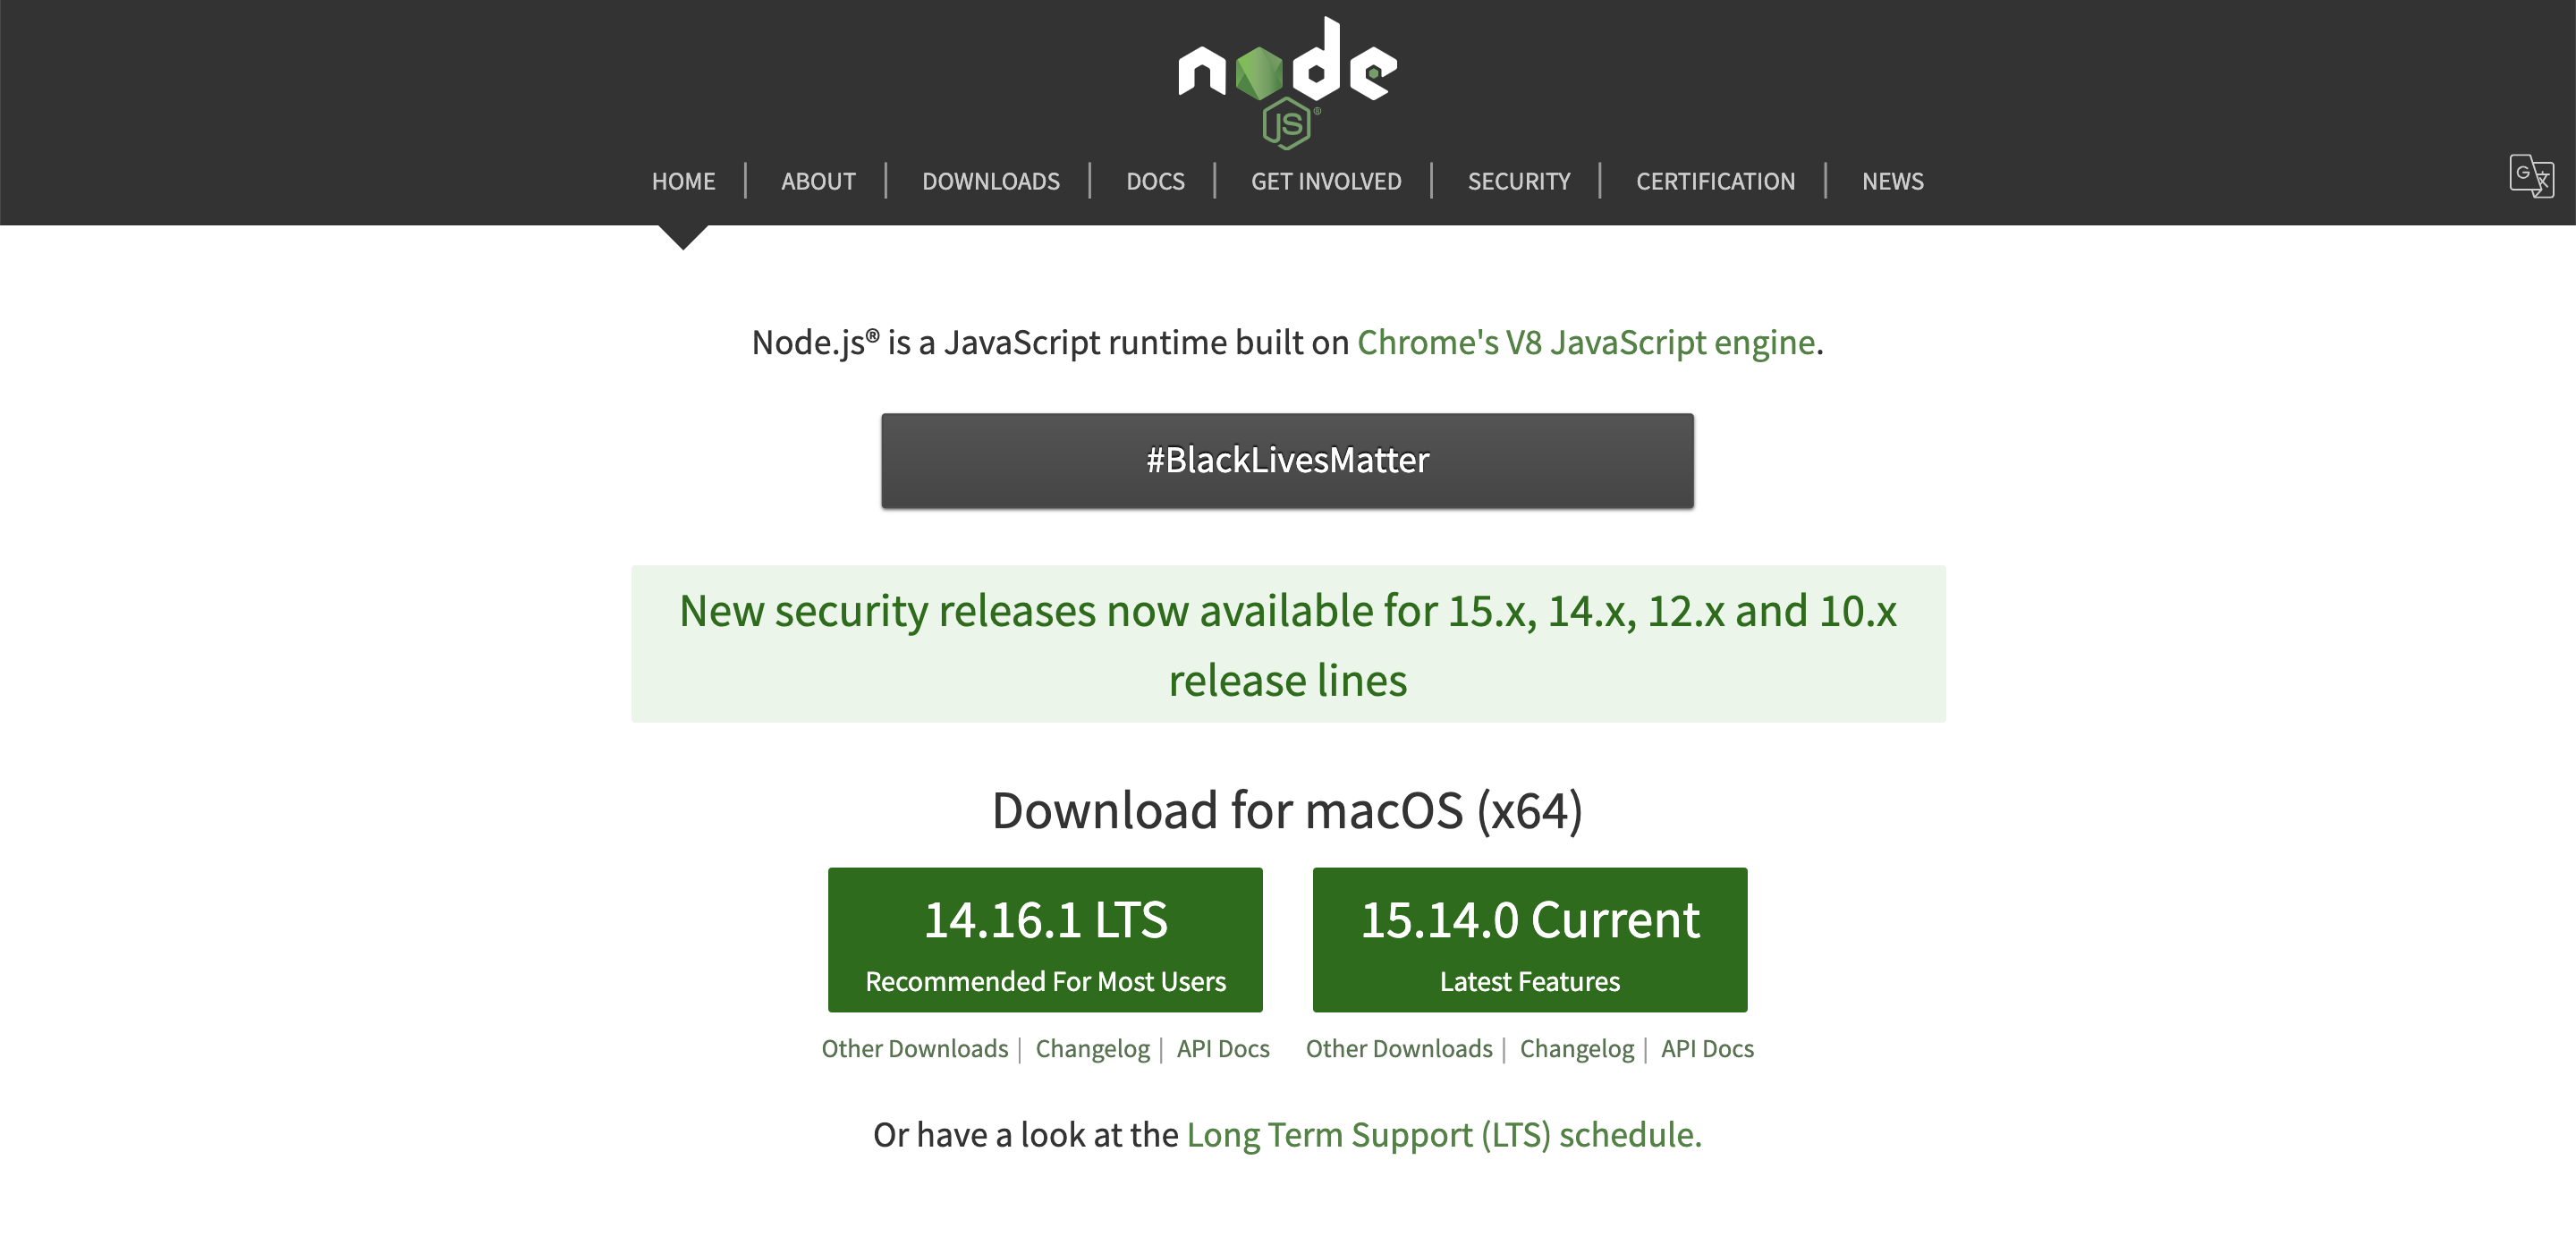 node
JS®
HOME | ABOUT | DOWNLOADS | DOCS | GET INVOLVED | SECURITY | CERTIFICATION | NEWS
G文
Node.js® is a JavaScript runtime built on Chrome's V8 JavaScript engine.
#BlackLivesMatter
New security releases now available for 15.x, 14.x, 12.x and 10.x
release lines
Download for macOS (x64)
14.16.1 LTS
Recommended For Most Users
15.14.0 Current
Latest Features
Other Downloads | Changelog | API Docs
Other Downloads | Changelog | API Docs
Or have a look at the Long Term Support (LTS) schedule.